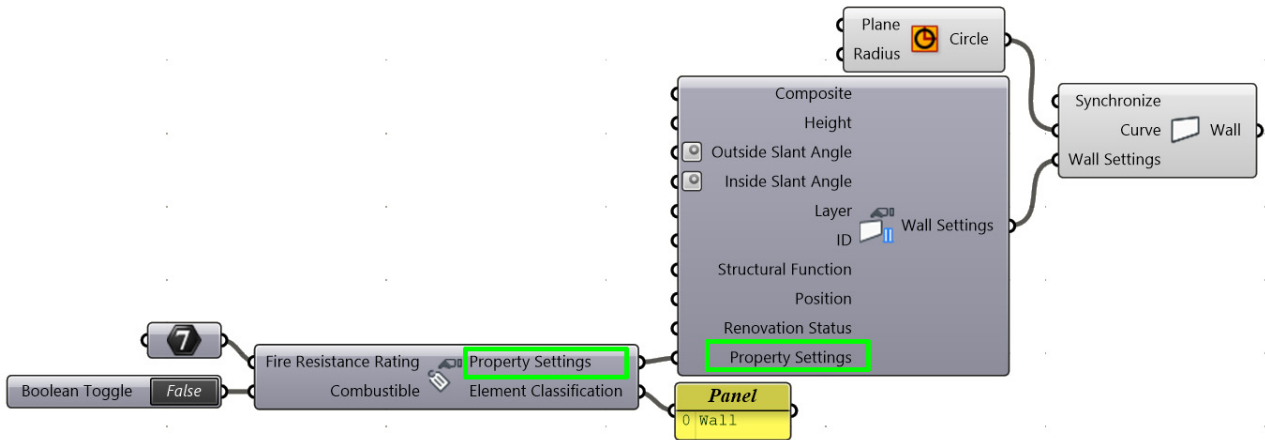 Plane
Radius
Circle
Composite
Height
Outside Slant Angle
Inside Slant Angle
Layer
ID
Structural Function
Position
Renovation Status
Property Settings
Wall Settings
Synchronize
Curve
Wall Settings
Wall
7
Boolean Toggle False
Fire Resistance Rating
Combustible
Property Settings
Element Classification
Panel
0 Wall